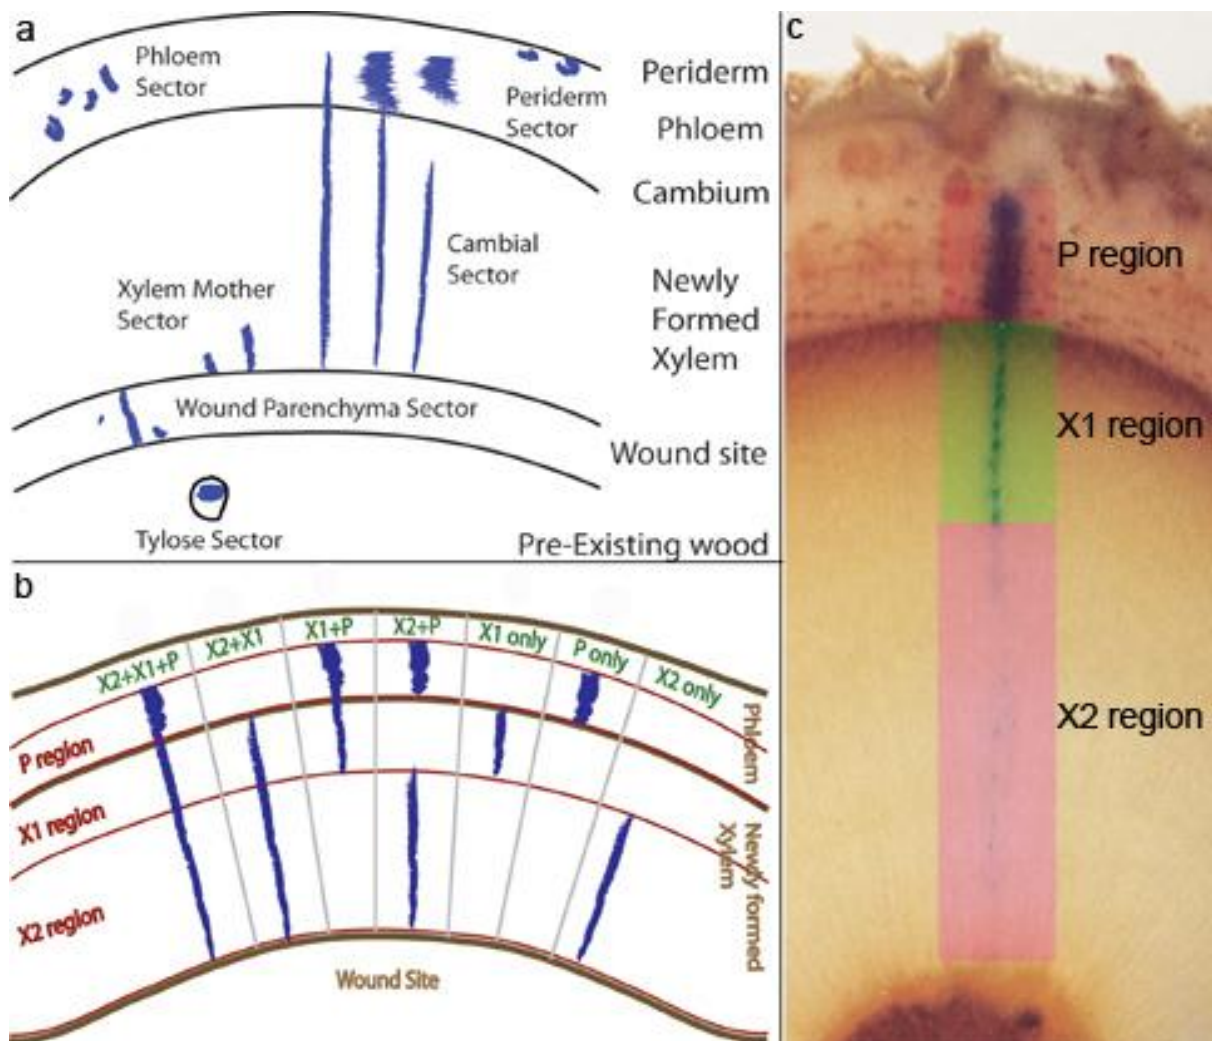 a
Phloem
Sector
Periderm
Sector
Periderm
Phloem
Cambium
Cambial
Sector
Xylem Mother
Sector
Newly
Formed
Xylem
Wound Parenchyma Sector
Wound site
Tylose Sector
Pre-Existing wood
b
X2+X1+P
X2+X1
X1+P
X2+P
X1 only
P only
X2 only
P region
X1 region
X2 region
Phloem
Newly formed
Xylem
Wound Site
c
P region
X1 region
X2 region